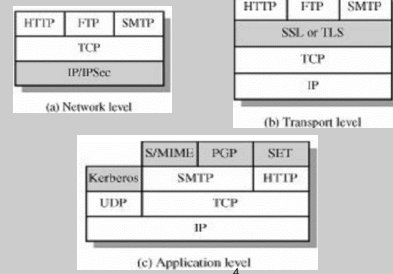 HTTP FTP SMTP
TCP
IP/IPSec
(a) Network level
HTTP FTP SMTP
SSL or TLS
TCP
IP
(b) Transport level
S/MIME PGP SET
Kerberos SMTP HTTP
UDP TCP
IP
(c) Application level
4